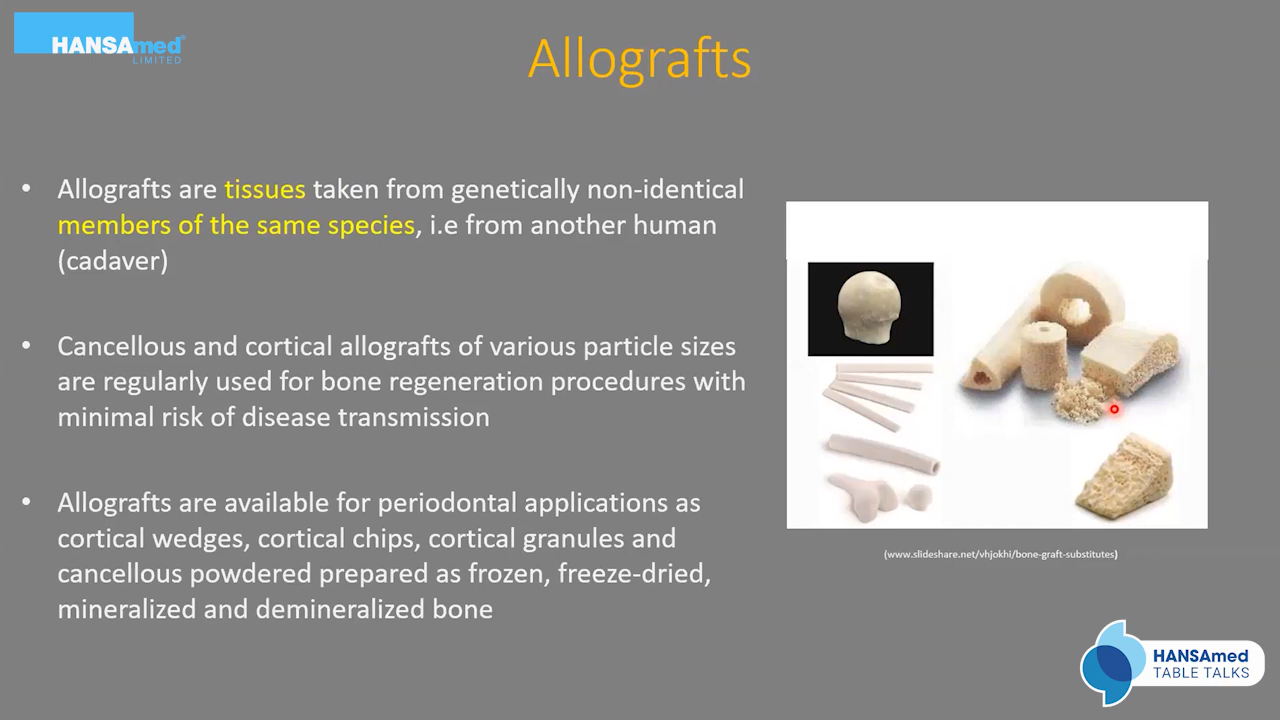 HANSAmed®
LIMITED
Allografts
• Allografts are tissues taken from genetically non-identical
members of the same species, i.e from another human
(cadaver)
• Cancellous and cortical allografts of various particle sizes
are regularly used for bone regeneration procedures with
minimal risk of disease transmission
• Allografts are available for periodontal applications as
cortical wedges, cortical chips, cortical granules and
cancellous powdered prepared as frozen, freeze-dried,
mineralized and demineralized bone
(www.slideshare.net/vhjokhi/bone-graft-substitutes)
HANSAmed
TABLE TALKS